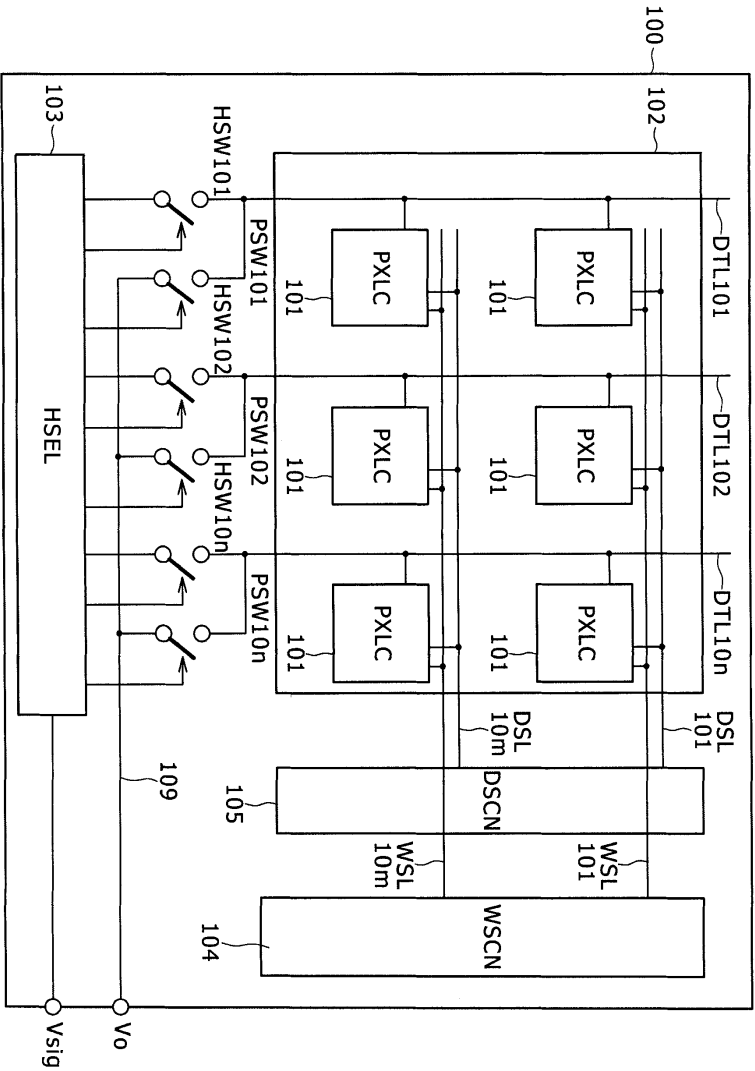 100
102
103
HSW101
PSW101
HSW102
PSW102
HSW10n
PSW10n
HSEL
DTL101
DTL102
DTL10n
PXLC
101
PXLC
101
PXLC
101
PXLC
101
PXLC
101
PXLC
101
DSL
101
DSL
10m
DSCN
105
WSL
101
WSL
10m
WSCN
104
109
Vo
Vsig